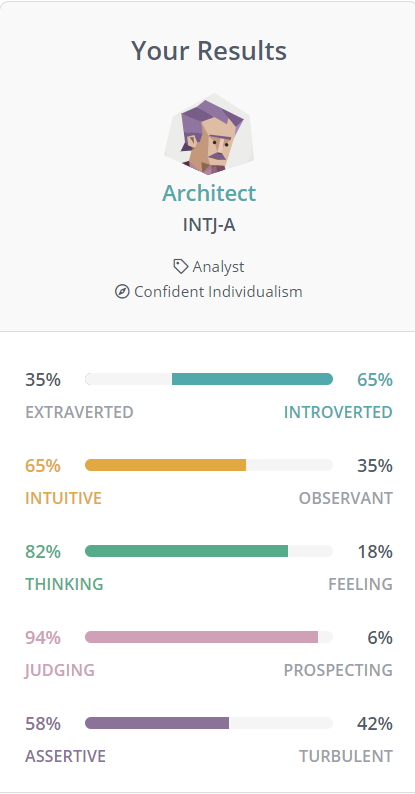 Your Results
Architect
INTJ-A
Analyst
Confident Individualism
35% 65%
EXTRAVERTED INTROVERTED
65% 35%
INTUITIVE OBSERVANT
82% 18%
THINKING FEELING
94% 6%
JUDGING PROSPECTING
58% 42%
ASSERTIVE TURBULENT